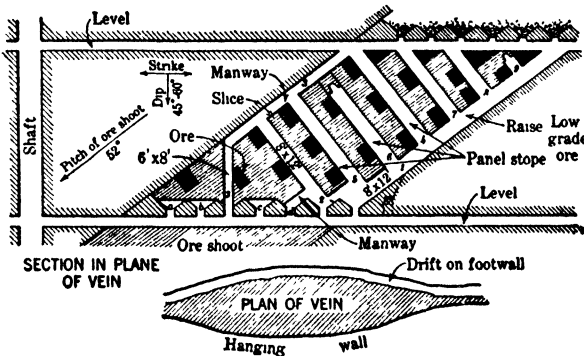 Level
Shaft
Strike
Dip
45°-60°
Pitch of ore shoot
52°
Manway
Slice
Ore
6'x8'
8'x12'
Raise
Low
grade
ore
Panel stope
Level
Ore shoot
Manway
SECTION IN PLANE
OF VEIN
Drift on footwall
PLAN OF VEIN
Hanging wall